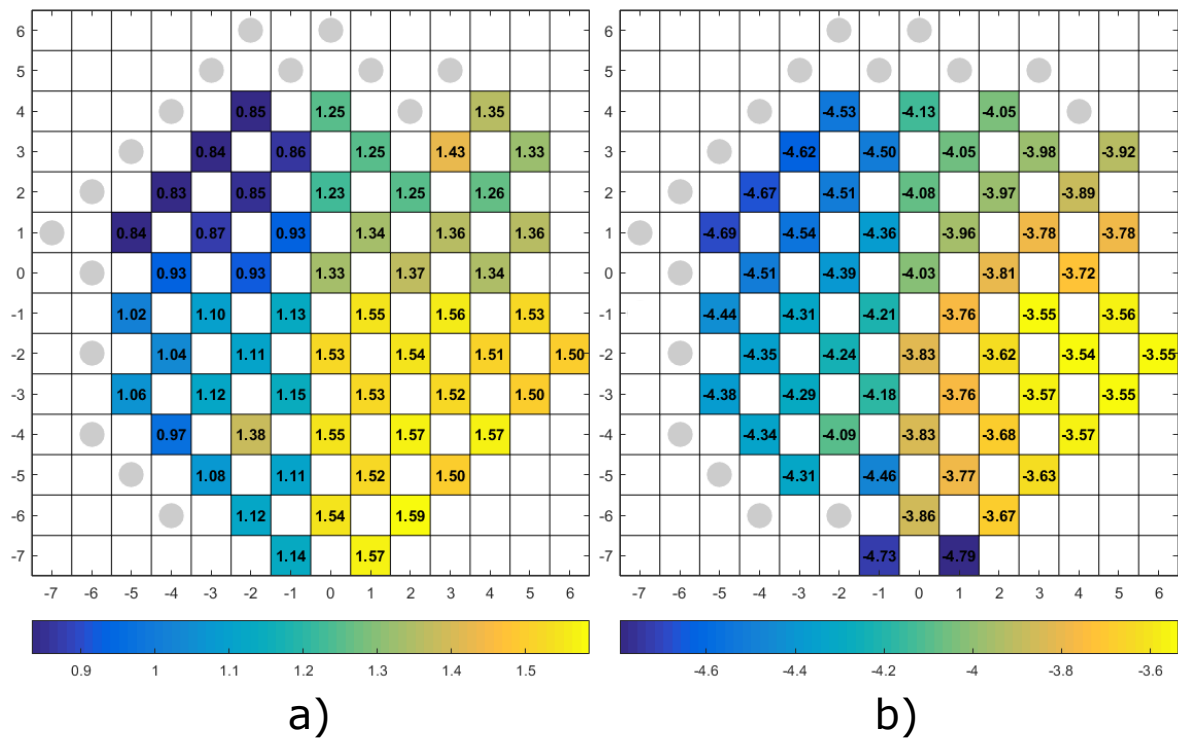 6 6
5 5
4 0.85 1.25 1.35 4 -4.53 -4.13 -4.05
3 0.84 0.86 1.25 1.43 1.33 3 -4.62 -4.50 -4.05 -3.98 -3.92
2 0.83 0.85 1.23 1.25 1.26 2 -4.67 -4.51 -4.08 -3.97 -3.89
1 0.84 0.87 0.93 1.34 1.36 1.36 1 -4.69 -4.54 -4.36 -3.96 -3.78 -3.78
0 0.93 0.93 1.33 1.37 1.34 0 -4.51 -4.39 -4.03 -3.81 -3.72
-1 1.02 1.10 1.13 1.55 1.56 1.53 -1 -4.44 -4.31 -4.21 -3.76 -3.55 -3.56
-2 1.04 1.11 1.53 1.54 1.51 1.50 -2 -4.35 -4.24 -3.83 -3.62 -3.54 -3.55
-3 1.06 1.12 1.15 1.53 1.52 1.50 -3 -4.38 -4.29 -4.18 -3.76 -3.57 -3.55
-4 0.97 1.38 1.55 1.57 1.57 -4 -4.34 -4.09 -3.83 -3.68 -3.57
-5 1.08 1.11 1.52 1.50 -5 -4.31 -4.46 -3.77 -3.63
-6 1.12 1.54 1.59 -6 -3.86 -3.67
-7 1.14 1.57 -7 -4.73 -4.79
-7 -6 -5 -4 -3 -2 -1 0 1 2 3 4 5 6 -7 -6 -5 -4 -3 -2 -1 0 1 2 3 4 5 6
0.9 1 1.1 1.2 1.3 1.4 1.5 -4.6 -4.4 -4.2 -4 -3.8 -3.6
a) b)